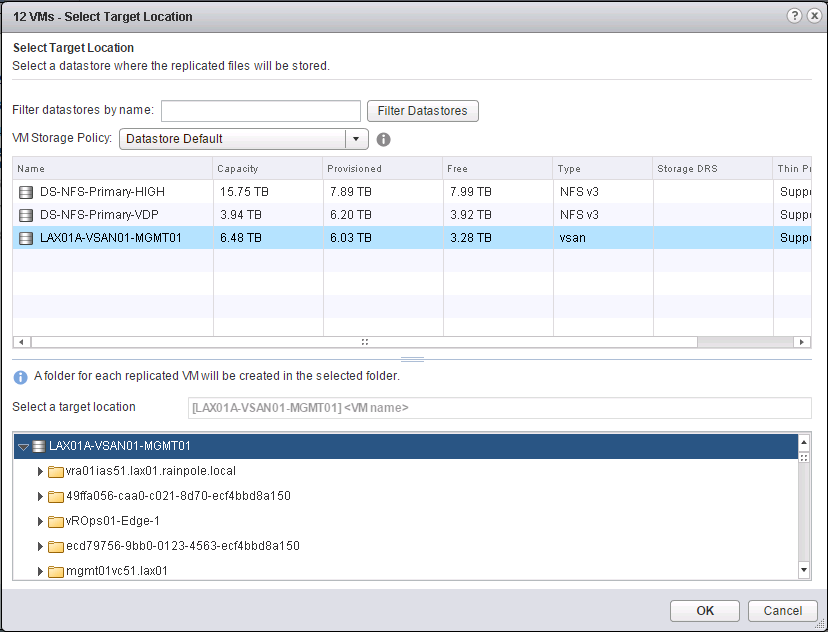 12 VMs - Select Target Location
Select Target Location
Select a datastore where the replicated files will be stored.
Filter datastores by name: Filter Datastores
VM Storage Policy: Datastore Default
Name Capacity Provisioned Free Type Storage DRS Thin Pr
DS-NFS-Primary-HIGH 15.75 TB 7.89 TB 7.99 TB NFS v3 Suppo
DS-NFS-Primary-VDP 3.94 TB 6.20 TB 3.92 TB NFS v3 Suppo
LAX01A-VSAN01-MGMT01 6.48 TB 6.03 TB 3.28 TB vsan Suppo
A folder for each replicated VM will be created in the selected folder.
Select a target location [LAX01A-VSAN01-MGMT01] <VM name>
LAX01A-VSAN01-MGMT01
vra01ias51.lax01.rainpole.local
49ffa056-caa0-c021-8d70-ecf4bbd8a150
vROps01-Edge-1
ecd79756-9bb0-0123-4563-ecf4bbd8a150
mgmt01vc51.lax01
OK Cancel